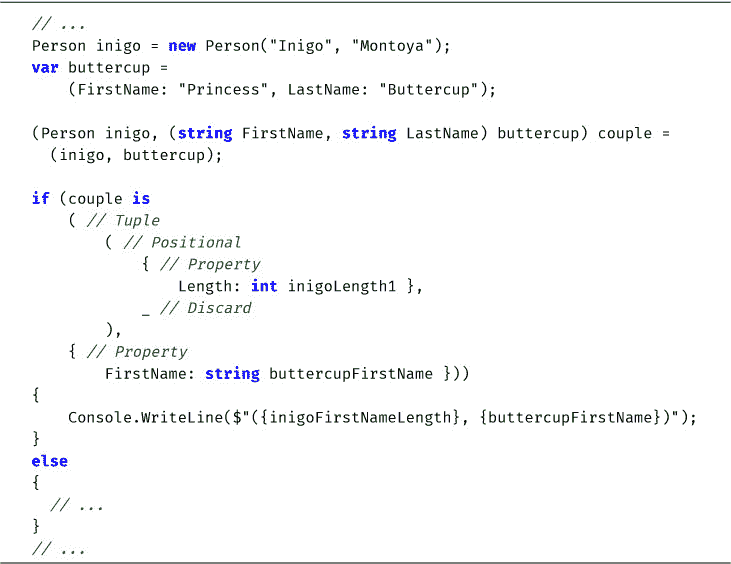 // ...
Person inigo = new Person("Inigo", "Montoya");
var buttercup =
    (FirstName: "Princess", LastName: "Buttercup");

(Person inigo, (string FirstName, string LastName) buttercup) couple =
  (inigo, buttercup);

if (couple is
    ( // Tuple
        ( // Positional
            { // Property
                Length: int inigoLength1 },
            _ // Discard
        ),
    { // Property
        FirstName: string buttercupFirstName }))
{
    Console.WriteLine($"({inigoFirstNameLength}, {buttercupFirstName})");
}
else
{
  // ...
}
// ...